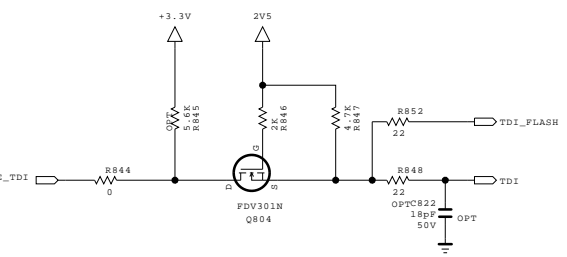 +3.3V
2V5
OPT
5.6K
R845
2K
R846
4.7K
R847
R852
22
TDI_FLASH
G
R844
0
D
S
FDV301N
Q804
R848
22
OPT
TDI
C822
18pF
50V
OPT
_TDI